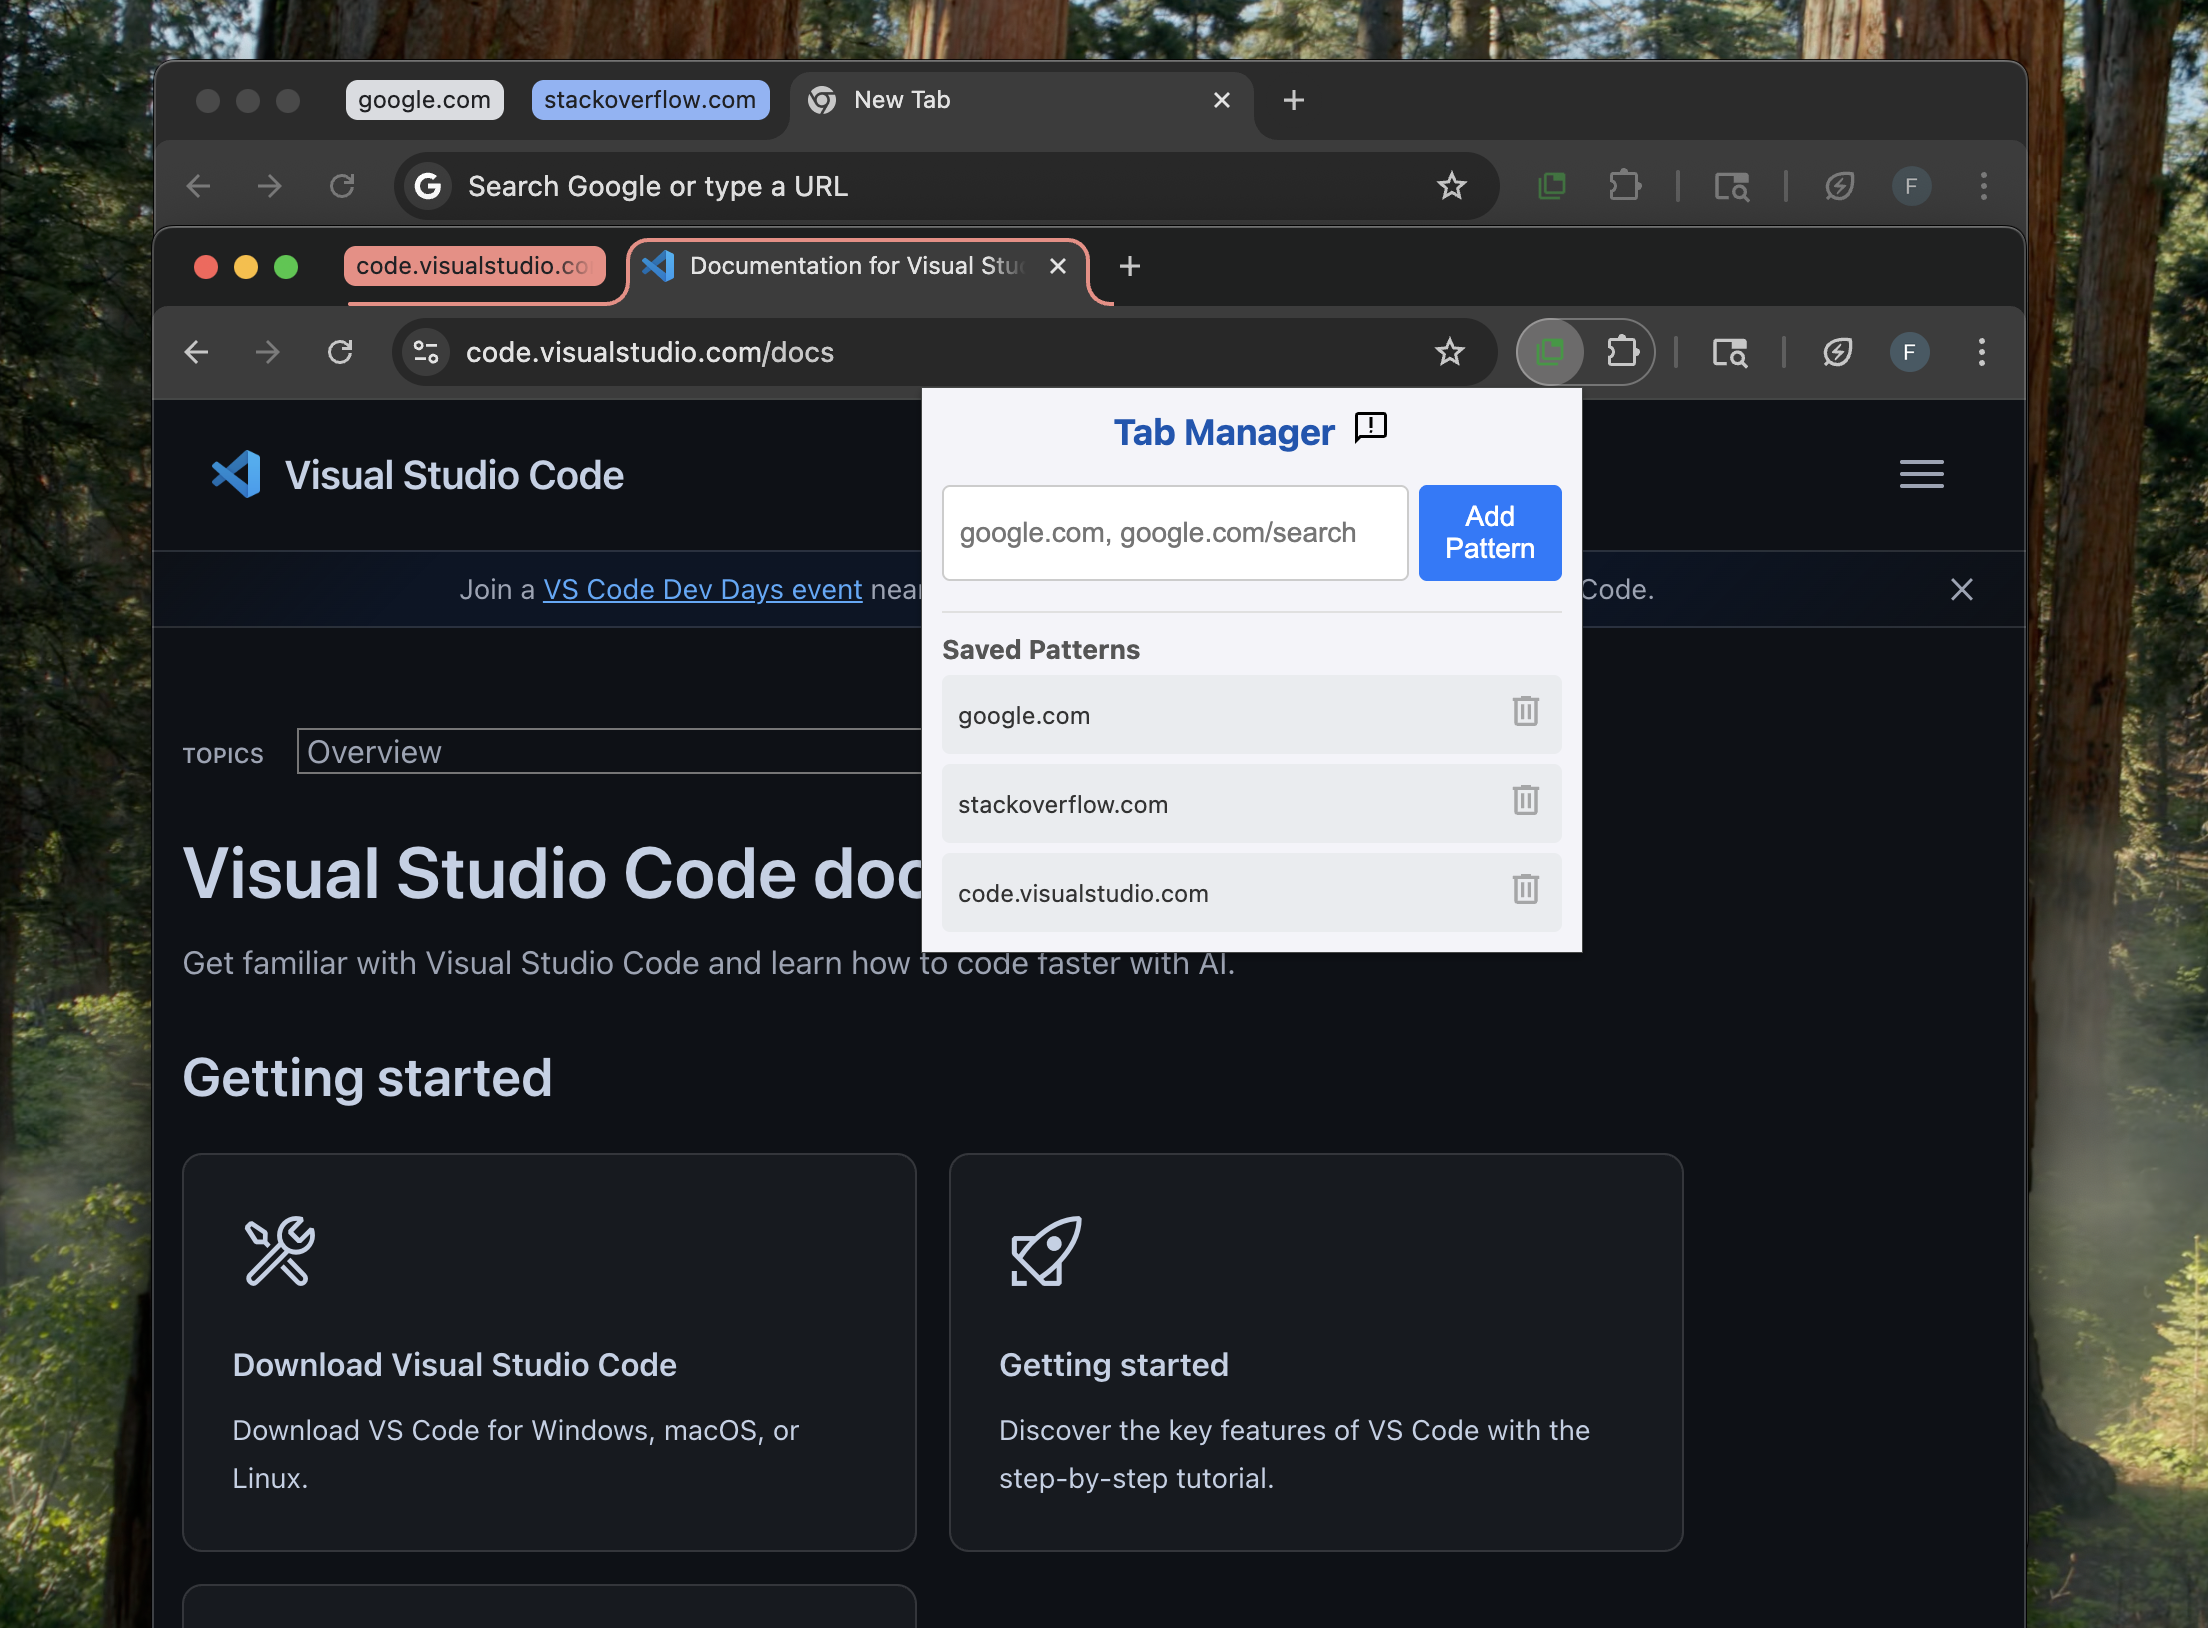 google.com
stackoverflow.com
New Tab
Search Google or type a URL
F
code.visualstudio.co
Documentation for Visual Stu
code.visualstudio.com/docs
F
Visual Studio Code
Tab Manager
google.com, google.com/search
Add
Pattern
Join a VS Code Dev Days event near
Code.
Saved Patterns
google.com
stackoverflow.com
code.visualstudio.com
TOPICS
Overview
Visual Studio Code doc
Get familiar with Visual Studio Code and learn how to code faster with AI.
Getting started
Download Visual Studio Code
Download VS Code for Windows, macOS, or
Linux.
Getting started
Discover the key features of VS Code with the
step-by-step tutorial.